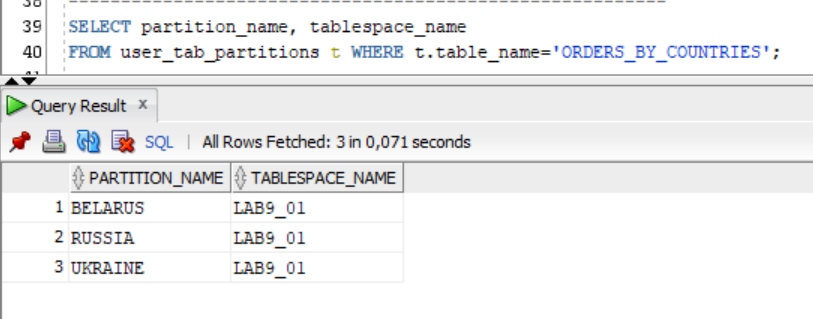 38 ------------------------------------------------------------
39 SELECT partition_name, tablespace_name
40 FROM user_tab_partitions t WHERE t.table_name='ORDERS_BY_COUNTRIES';
Query Result x
SQL | All Rows Fetched: 3 in 0,071 seconds
PARTITION_NAME TABLESPACE_NAME
1 BELARUS LAB9_01
2 RUSSIA LAB9_01
3 UKRAINE LAB9_01